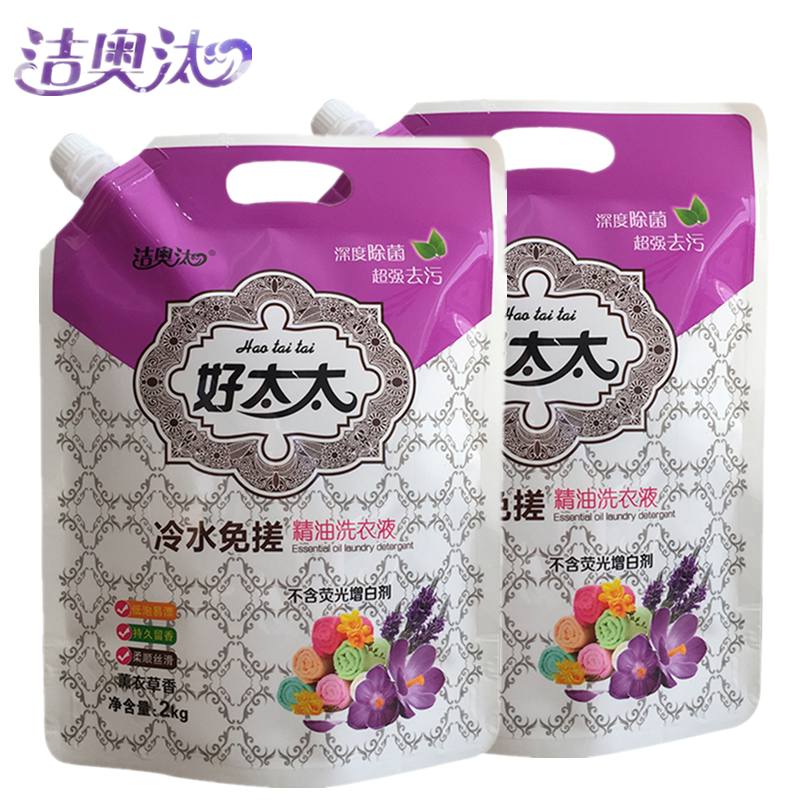 洁奥汰
洁奥汰®
深度除菌
超强去污
Hao tai tai
好太太
冷水免搓 精油洗衣液
Essential oil laundry detergent
不含荧光增白剂
低泡易漂
持久留香
柔顺丝滑
薰衣草香
净含量:2kg
深度除菌
超强去污
tai tai
太太
免搓 精油洗衣液
Essential oil laundry detergent
不含荧光增白剂